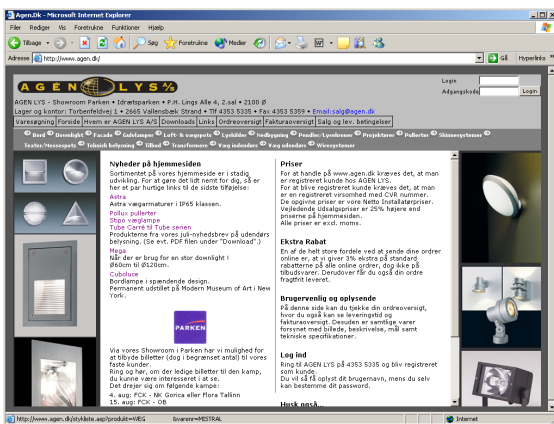 Agen.Dk - Microsoft Internet Explorer
Filer Rediger Vis Foretrukne Funktioner Hjælp
Tilbage Søg Foretrukne Medier
Adresse http://www.agen.dk/ Gå Hyperlinks
AGEN LYS A/S
Login
Adgangskode Login
AGEN LYS - Showroom Parken • Idrætsparken • P.H. Lings Alle 4, 2.sal • 2100 Ø
Lager og kontor: Torbenfeldvej 1 • 2665 Vallensbæk Strand • Tlf 4353 5335 • Fax 4353 5359 • Email:salg@agen.dk
Varesøgning Forside Hvem er AGEN LYS A/S Downloads Links Ordreoversigt Fakturaoversigt Salg og lev. betingelser
Bord Downlight Facade Gulvlamper Loft- & vægspots Lyskilder Nedbygning Pendler/Lysekroner Projektører Pullerter Skinnesystemer
Teater/Messespots Teknisk belysning Tilbud Transformere Væg indendørs Væg udendørs Wiresystemer
Nyheder på hjemmesiden
Sortimentet på vores hjemmeside er i stadig
udvikling. For at gøre det lidt nemt for dig, så er
her et par hurtige links til de sidste tilføjelse:
Astra
Astra vægarmaturer i IP65 klassen.
Pollux pullerter
Stipo væglampe
Tube Carré til Tube serien
Produkterne fra vores juli-nyhedsbrev på udendørs
belysning. (Se evt. PDF filen under "Download".)
Mega
Når der er brug for en stor downlight !
Ø60cm til Ø120cm.
Cuboluce
Bordlampe i spændende design.
Permanent udstillet på Modern Museum of Art i New
York.
PARKEN
Via vores Showroom i Parken har vi mulighed for
at tilbyde billetter (dog i begrænset antal) til vores
faste kunder.
Ring og hør, om der ledige billetter til den kamp,
du kunne være interesseret i at se.
Det drejer sig om følgende kampe:
4. aug: FCK - NK Gorica eller Flora Tallinn
15. aug: FCK - OB
Priser
For at handle på www.agen.dk kræves det, at man
er registreret kunde hos AGEN LYS.
For at blive registreret kunde kræves det, at man
er en registreret virsomhed med CVR nummer.
De opgivne priser er vore Netto Installatørpriser.
Vejledende Udsalgspriser er 25% højere end
priserne på hjemmesiden.
Alle priser er excl. moms.
Ekstra Rabat
En af de helt store fordele ved at sende dine ordrer
online er, at vi giver 3% ekstra på standard
rabatterne på alle online ordrer, dog ikke på
tilbudsvarer. Derudover får du også din ordre
fragtfrit leveret.
Brugervenlig og oplysende
På denne side kan du tjekke din ordreoversigt,
hvor du også kan se leveringstid og
fakturaoversigt. Desuden er samtlige varer
forsynet med billede, beskrivelse, mål samt
tekniske specifikationer.
Log ind
Ring til AGEN LYS på 4353 5335 og bliv registreret
som kunde.
Du vil så få oplyst dit brugernavn, mens du selv
kan bestemme dit password.
Husk også...
http://www.agen.dk/stykliste.asp?produkt=VÆG &varenr=MISTRAL Internet